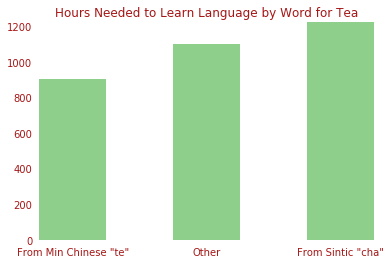 Hours Needed to Learn Language by Word for Tea
1200
1000
800
600
400
200
0
From Min Chinese "te"
Other
From Sintic "cha"